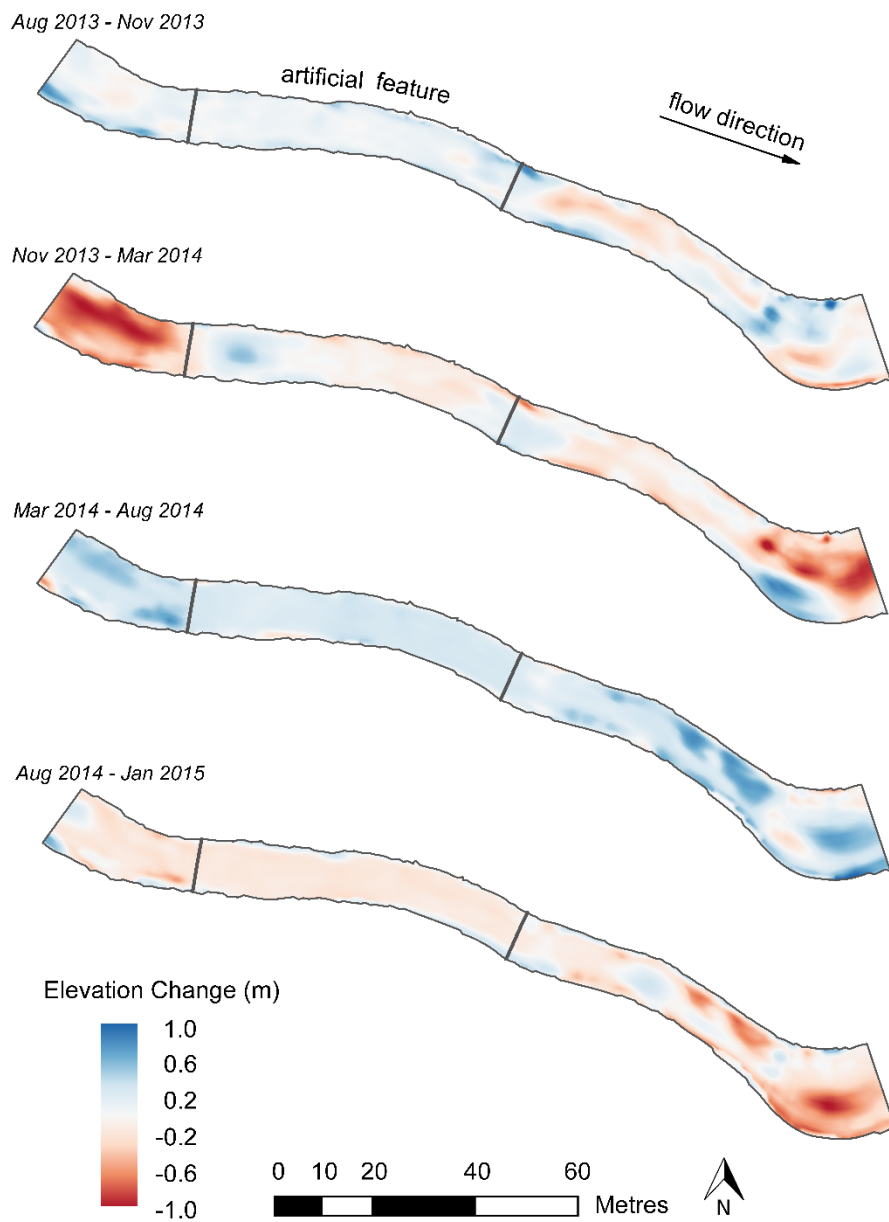 Aug 2013 - Nov 2013
artificial feature
flow direction
Nov 2013 - Mar 2014
Mar 2014 - Aug 2014
Aug 2014 - Jan 2015
Elevation Change (m)
1.0
0.6
0.2
-0.2
-0.6
-1.0
0 10 20 40 60
Metres
N